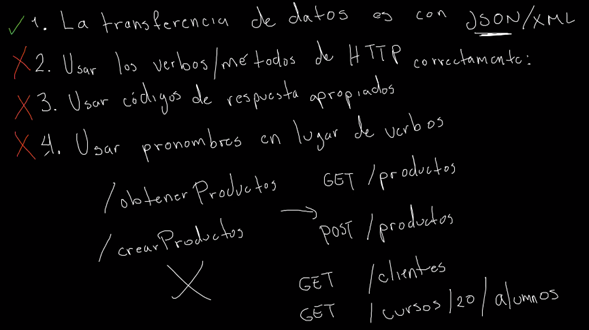 1. La transferencia de datos es con JSON/XML
2. Usar los verbos/métodos de HTTP correctamente:
3. Usar códigos de respuesta apropiados
4. Usar pronombres en lugar de verbos
/obtenerProductos GET /productos
/crearProductos POST /productos
GET /clientes
GET /cursos/20/alumnos